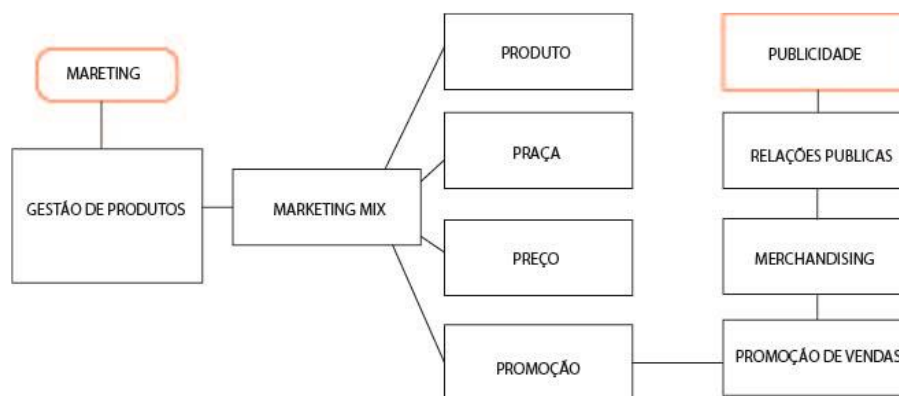 MARETING
GESTÃO DE PRODUTOS
MARKETING MIX
PRODUTO
PRAÇA
PREÇO
PROMOÇÃO
PUBLICIDADE
RELAÇÕES PUBLICAS
MERCHANDISING
PROMOÇÃO DE VENDAS